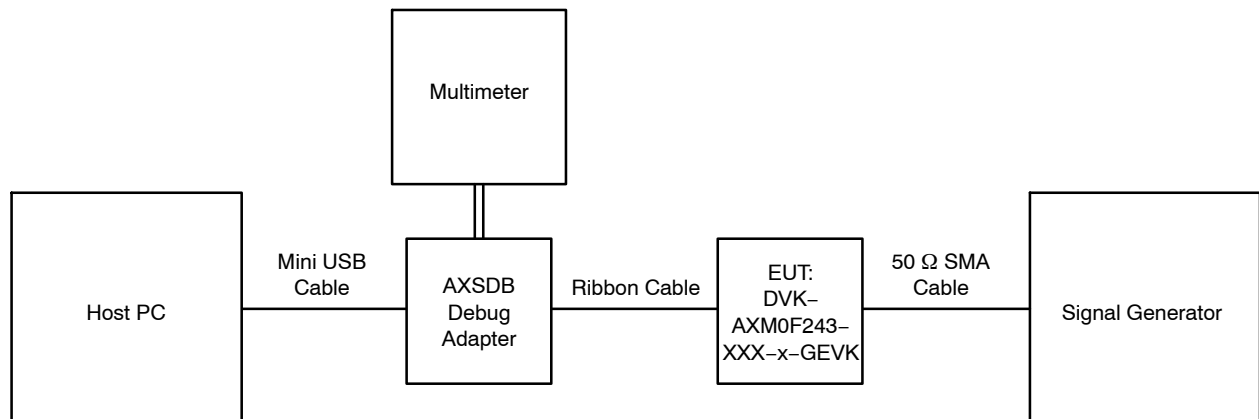 Multimeter
Host PC
Mini USB
Cable
AXSDB
Debug
Adapter
Ribbon Cable
EUT:
DVK−
AXM0F243−
XXX−x−GEVK
50 Ω SMA
Cable
Signal Generator